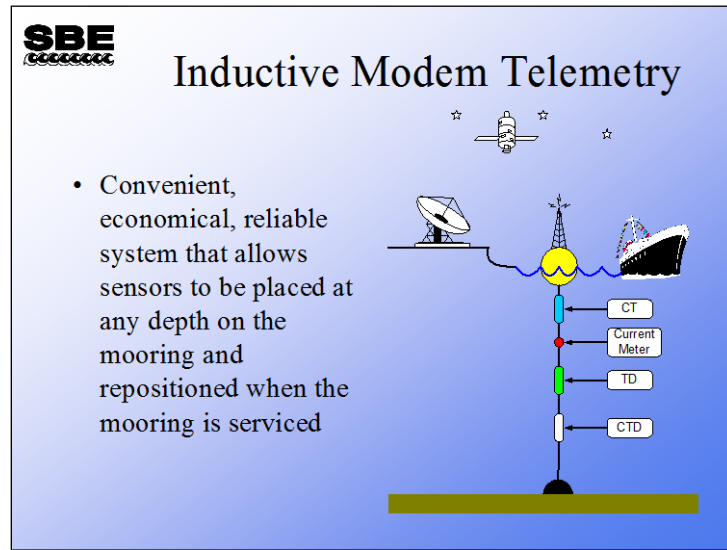 SBE
Inductive Modem Telemetry
• Convenient,
economical, reliable
system that allows
sensors to be placed at
any depth on the
mooring and
repositioned when the
mooring is serviced
CT
Current
Meter
TD
CTD